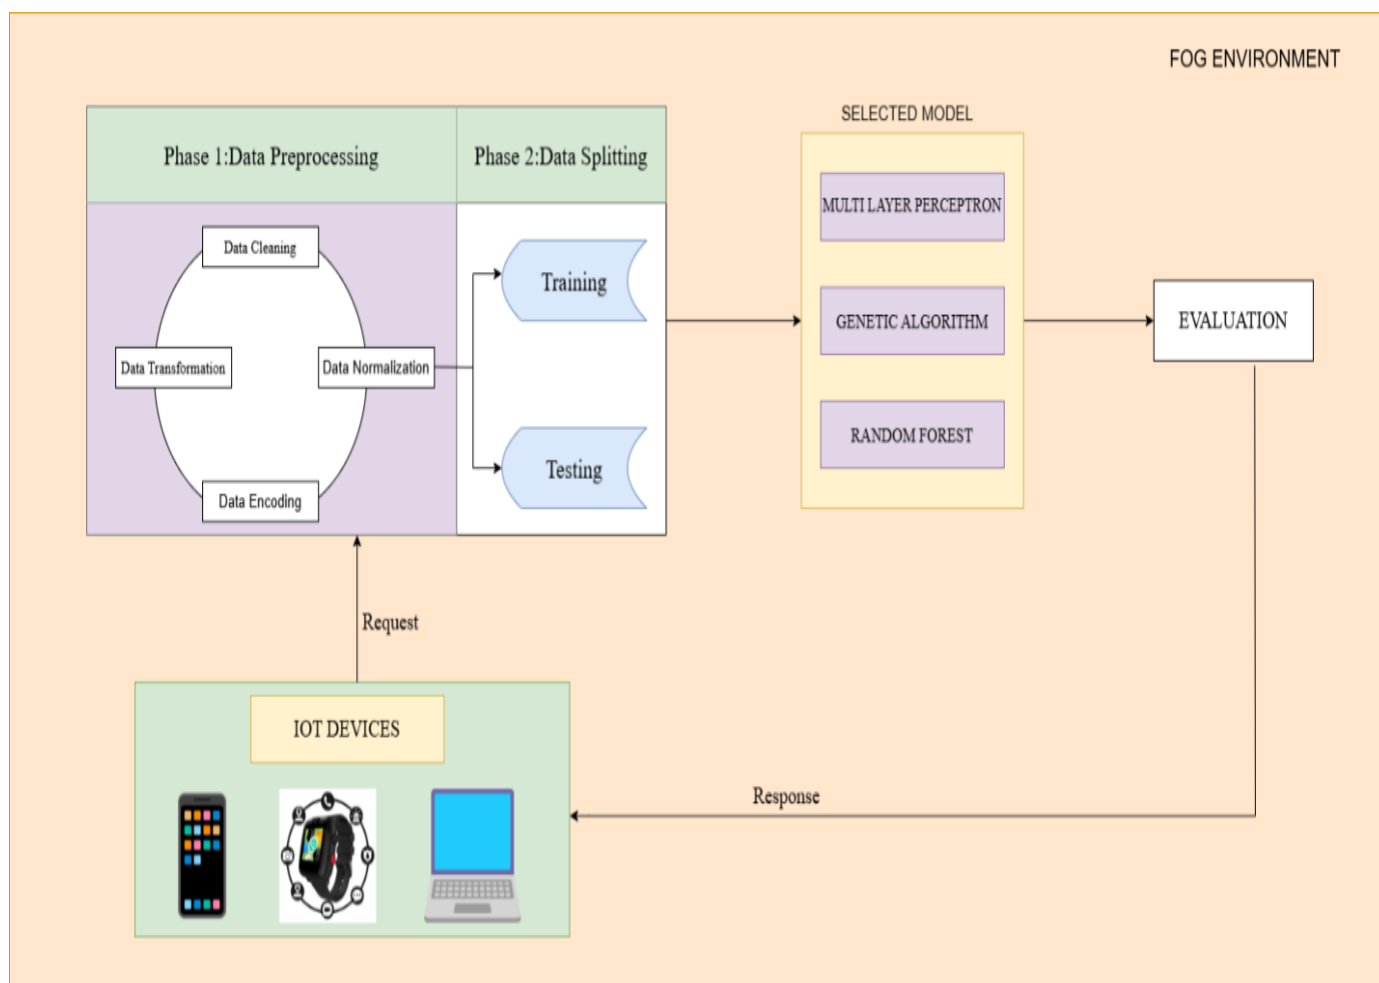 FOG ENVIRONMENT
SELECTED MODEL
Phase 1:Data Preprocessing
Phase 2:Data Splitting
MULTI LAYER PERCEPTRON
Data Cleaning
Training
GENETIC ALGORITHM
EVALUATION
Data Transformation
Data Normalization
RANDOM FOREST
Testing
Data Encoding
Request
IOT DEVICES
Response